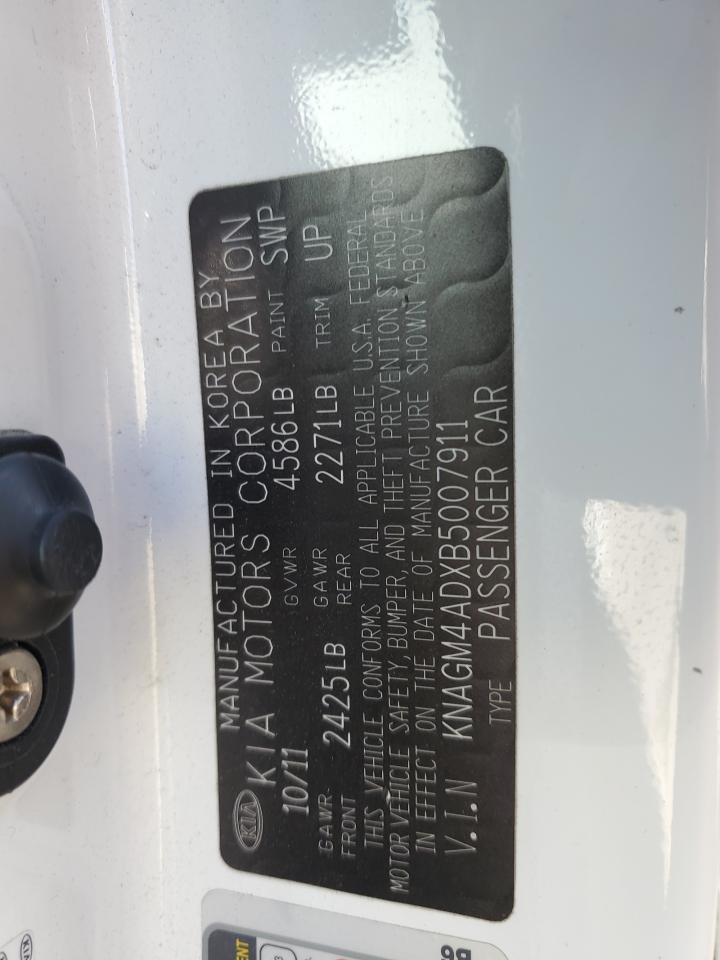 MANUFACTURED IN KOREA BY
KIA KIA MOTORS CORPORATION
10/11 GVWR 4586LB PAINT SWP
GAWR FRONT 2425LB GAWR REAR 2271LB TRIM UP
THIS VEHICLE CONFORMS TO ALL APPLICABLE U.S.A. FEDERAL
MOTOR VEHICLE SAFETY, BUMPER, AND THEFT PREVENTION STANDARDS
IN EFFECT ON THE DATE OF MANUFACTURE SHOWN ABOVE
V.I.N KNAGM4ADXB5007911
TYPE PASSENGER CAR